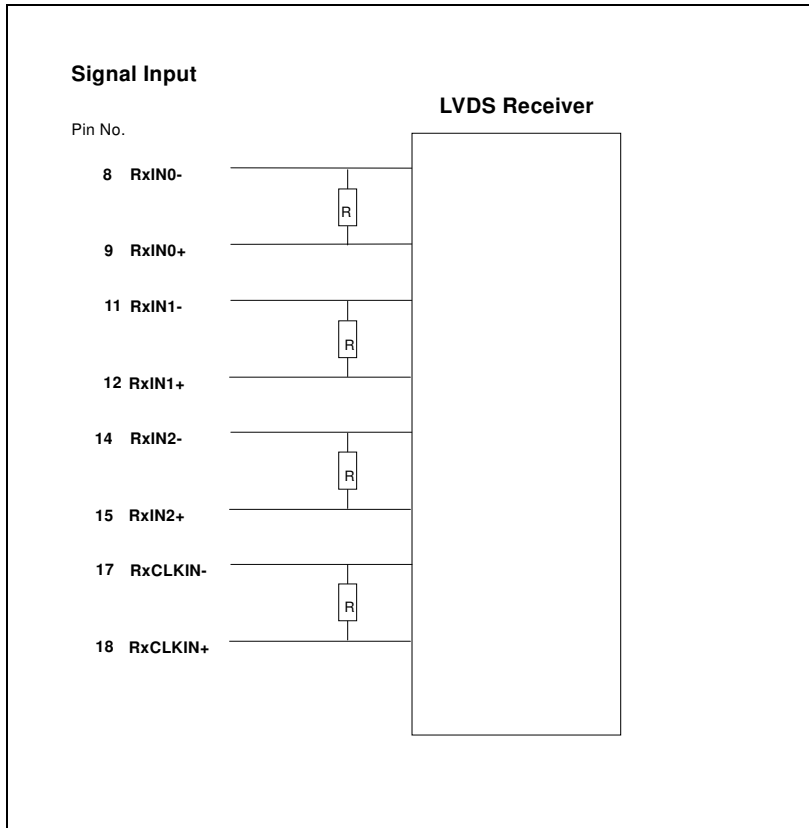 Signal Input
LVDS Receiver
Pin No.
8 RxIN0-
R
9 RxIN0+
11 RxIN1-
R
12 RxIN1+
14 RxIN2-
R
15 RxIN2+
17 RxCLKIN-
R
18 RxCLKIN+